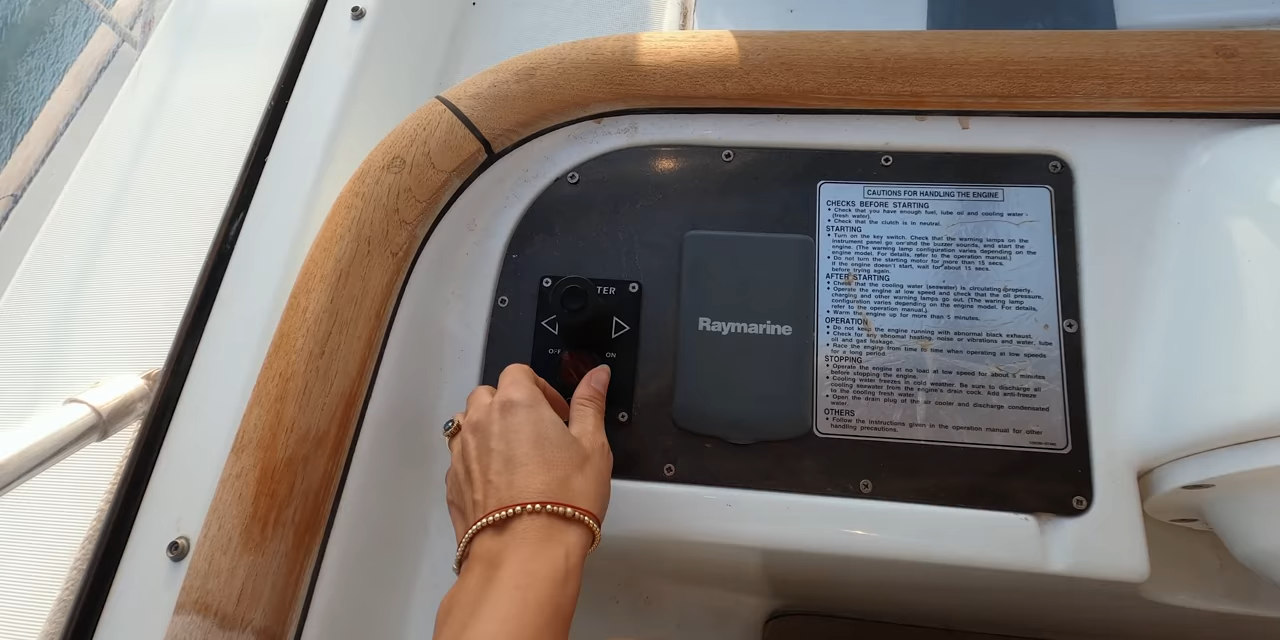 TER
OFF
ON
Raymarine
CAUTIONS FOR HANDLING THE ENGINE
CHECKS BEFORE STARTING
• Check that you have enough fuel, lube oil and cooling water
(fresh water).
• Check that the clutch is in neutral.
STARTING
• Turn on the key switch. Check that the warning lamps on the
instrument panel go on and the buzzer sounds, and start the
engine. (The warning lamp configuration varies depending on the
engine model. For details, refer to the operation manual.)
• Do not turn the starting motor for more than 15 secs.
If the engine doesn't start, wait for about 15 secs.
before trying again.
AFTER STARTING
• Check that the cooling water (seawater) is circulating properly.
• Operate the engine at low speed and check that the oil pressure,
charging and other warning lamps go out. (The waring lamp
configuration varies depending on the engine model. For details,
refer to the operation manual.)
• Warm the engine up for more than 5 minutes.
OPERATION
• Do not keep the engine running with abnormal black exhaust.
• Check for any abnomal heating, noise or vibrations and water, lube
oil and gas leakage.
• Race the engine from time to time when operating at low speeds
for a long period.
STOPPING
• Operate the engine at no load at low speed for about 5 minutes
before stopping the engine.
• Cooling water freezes in cold weather. Be sure to discharge all
cooling seawater from the engine's drain cock. Add anti-freeze
to the cooling fresh water.
• Open the drain plug of the air cooler and discharge condensated
water.
OTHERS
• Follow the instructions given in the operation manual for other
handling precautions.